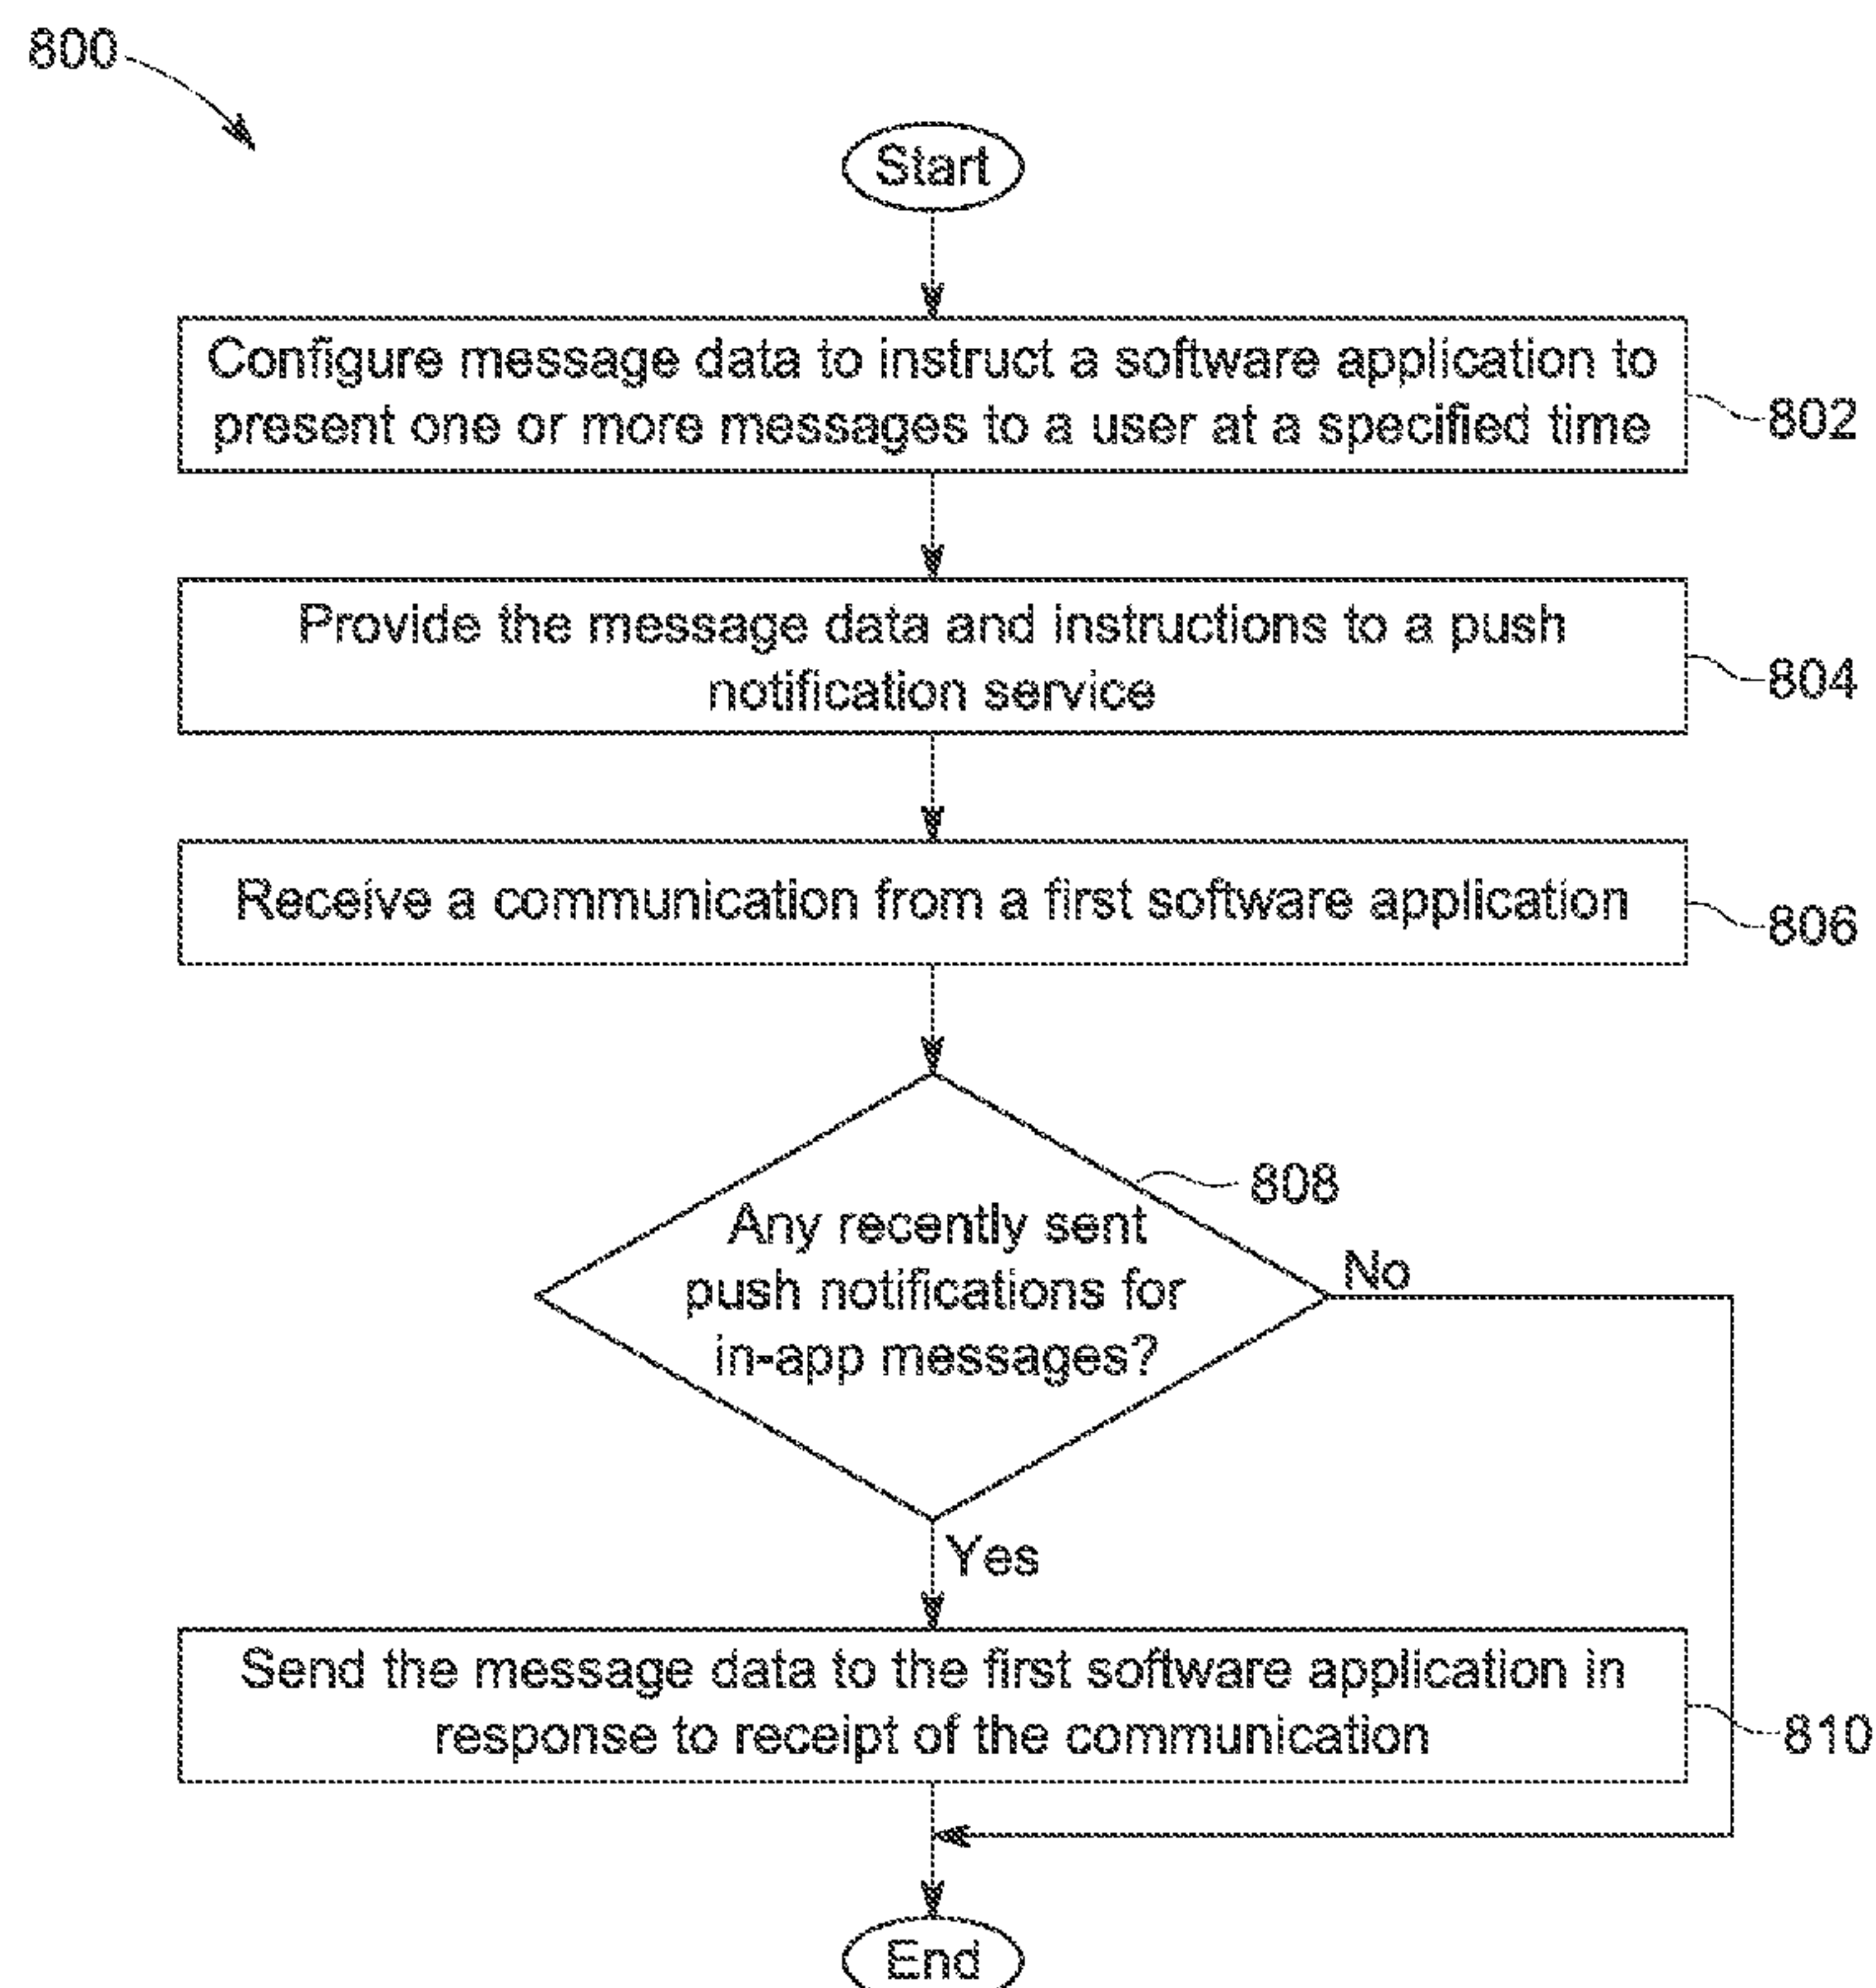 800
Start
Configure message data to instruct a software application to
present one or more messages to a user at a specified time
802
Provide the message data and instructions to a push
notification service
804
Receive a communication from a first software application
806
808
Any recently sent
push notifications for
in-app messages?
No
Yes
Send the message data to the first software application in
response to receipt of the communication
810
End